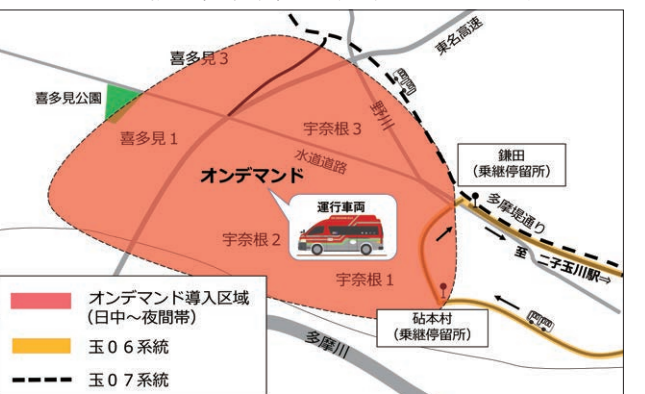 東名高速
喜多見3
喜多見公園
喜多見1
野川
宇奈根3
水道道路
鎌田
(乗継停留所)
オンデマンド
運行車両
多摩堤通り
宇奈根2
至 二子玉川駅⇒
宇奈根1
砧本村
(乗継停留所)
多摩川
オンデマンド導入区域
(日中~夜間帯)
玉06系統
玉07系統